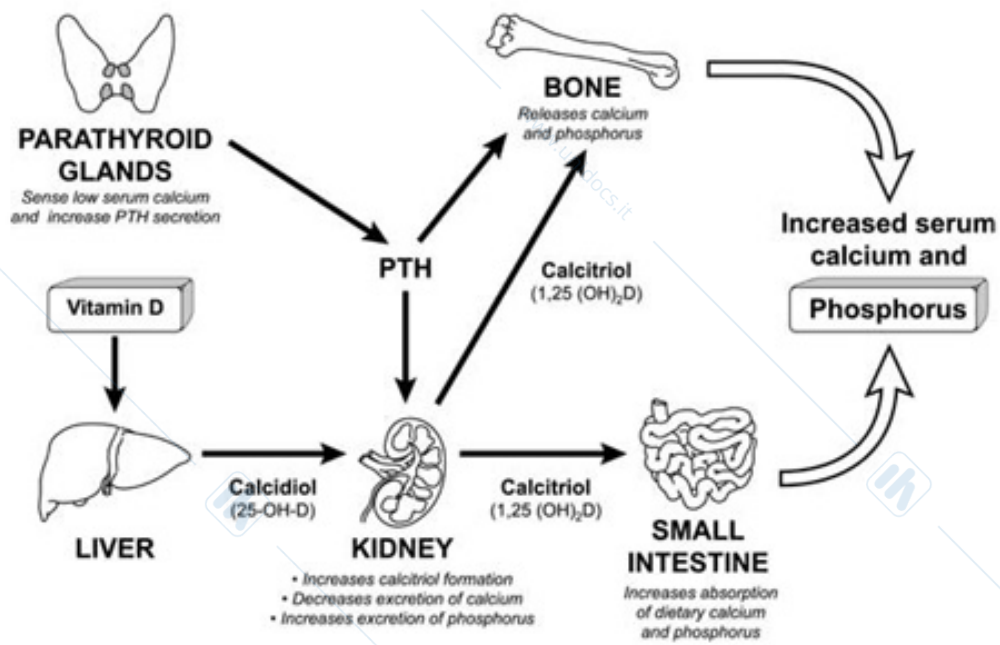 BONE
Releases calcium
and phosphorus
PARATHYROID
GLANDS
Sense low serum calcium
and increase PTH secretion
Increased serum
calcium and
Phosphorus
PTH
Calcitriol
(1,25 (OH)₂D)
Vitamin D
Calcidiol
(25-OH-D)
Calcitriol
(1,25 (OH)₂D)
LIVER
KIDNEY
• Increases calcitriol formation
• Decreases excretion of calcium
• Increases excretion of phosphorus
SMALL
INTESTINE
Increases absorption
of dietary calcium
and phosphorus